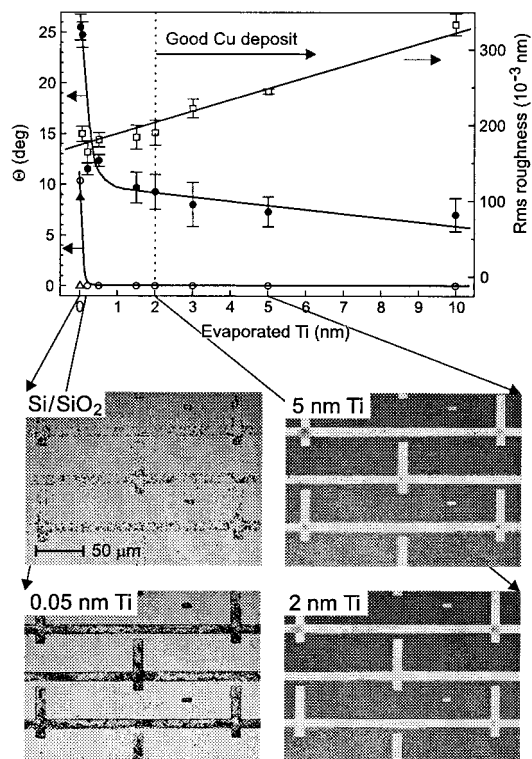 25
20
15
10
5
0
Θ (deg)
Good Cu deposit
300
200
100
0
Rms roughness (10⁻³ nm)
0 1 2 3 4 5 6 7 8 9 10
Evaporated Ti (nm)
Si/SiO₂
50 μm
5 nm Ti
0.05 nm Ti
2 nm Ti